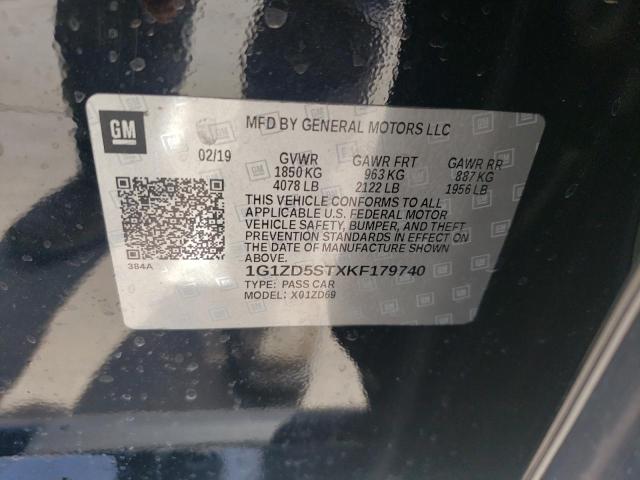 GM
MFD BY GENERAL MOTORS LLC
02/19
GVWR GAWR FRT GAWR RR
1850 KG 963 KG 887 KG
4078 LB 2122 LB 1956 LB
THIS VEHICLE CONFORMS TO ALL
APPLICABLE U.S. FEDERAL MOTOR
VEHICLE SAFETY, BUMPER, AND THEFT
PREVENTION STANDARDS IN EFFECT ON
THE DATE OF MANUFACTURE SHOWN
ABOVE.
384A
1G1ZD5STXKF179740
TYPE: PASS CAR
MODEL: X01ZD69